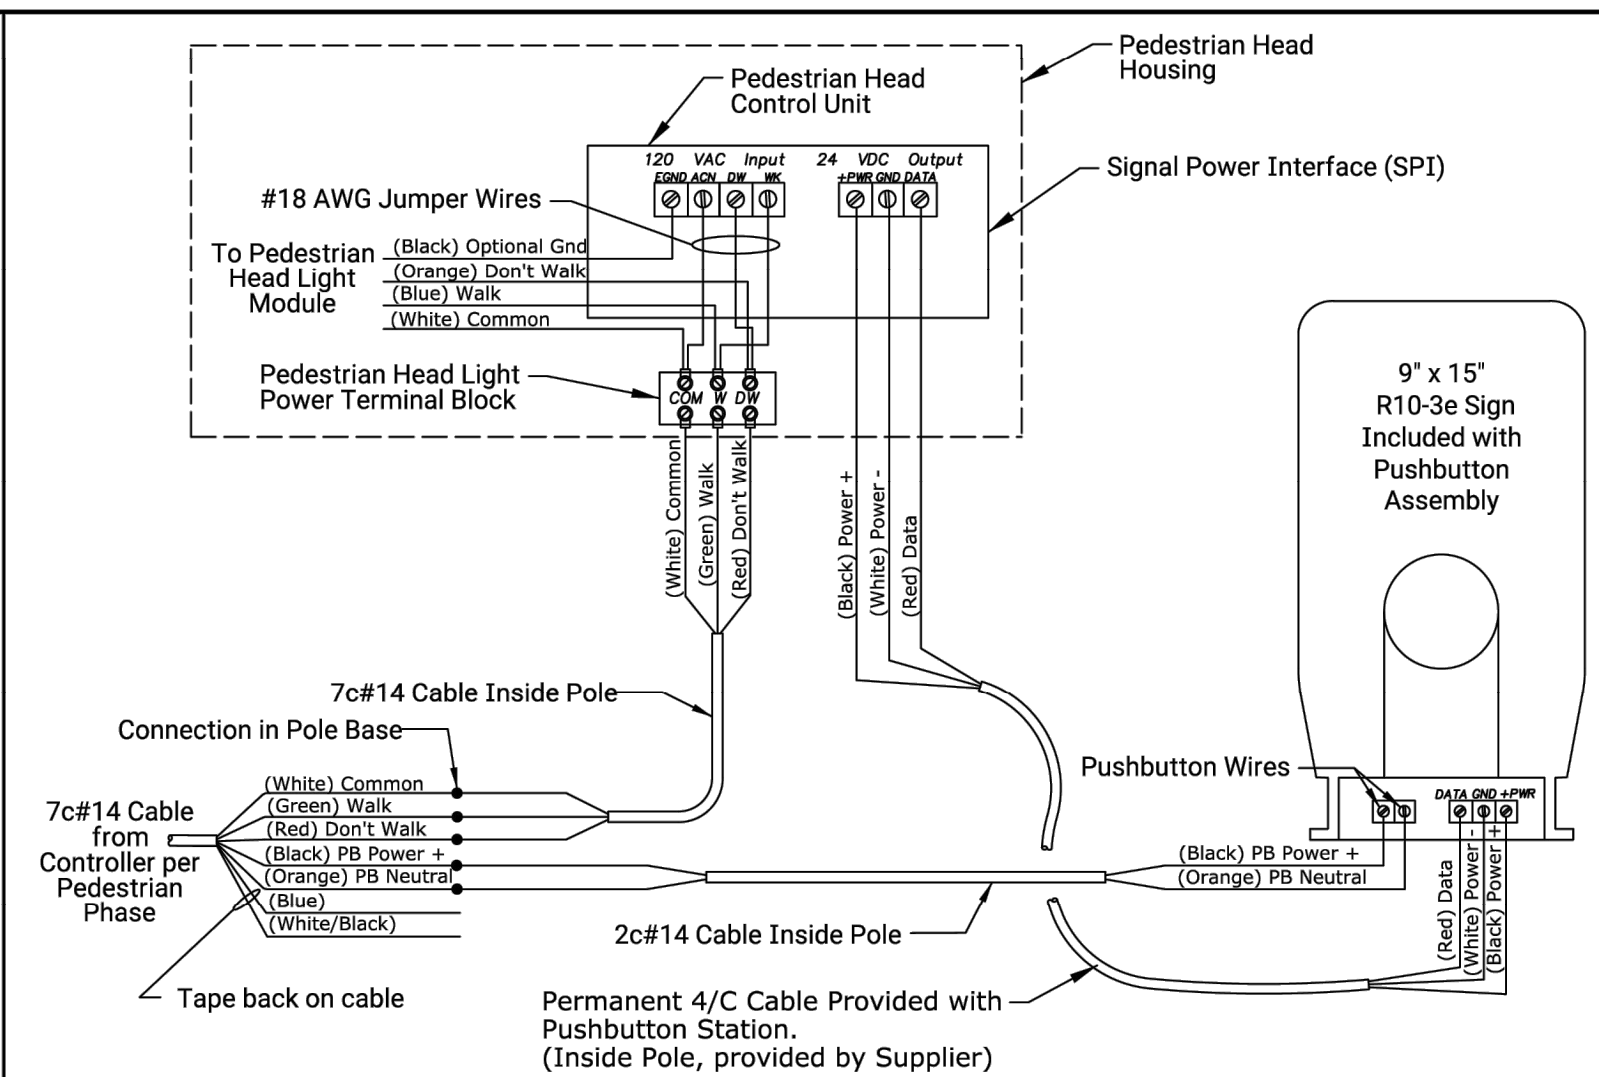 Pedestrian Head
Housing
Pedestrian Head
Control Unit
120 VAC Input
24 VDC Output
EGND ACN DW WK
+PWR GND DATA
Signal Power Interface (SPI)
#18 AWG Jumper Wires
To Pedestrian
Head Light
Module
(Black) Optional Gnd
(Orange) Don't Walk
(Blue) Walk
(White) Common
Pedestrian Head Light
Power Terminal Block
COM W DW
(White) Common
(Green) Walk
(Red) Don't Walk
(Black) Power +
(White) Power -
(Red) Data
9" x 15"
R10-3e Sign
Included with
Pushbutton
Assembly
7c#14 Cable Inside Pole
Connection in Pole Base
Pushbutton Wires
DATA GND +PWR
7c#14 Cable
from
Controller per
Pedestrian
Phase
(White) Common
(Green) Walk
(Red) Don't Walk
(Black) PB Power +
(Orange) PB Neutral
(Blue)
(White/Black)
(Black) PB Power +
(Orange) PB Neutral
(Red) Data
(White) Power -
(Black) Power +
2c#14 Cable Inside Pole
Tape back on cable
Permanent 4/C Cable Provided with
Pushbutton Station.
(Inside Pole, provided by Supplier)